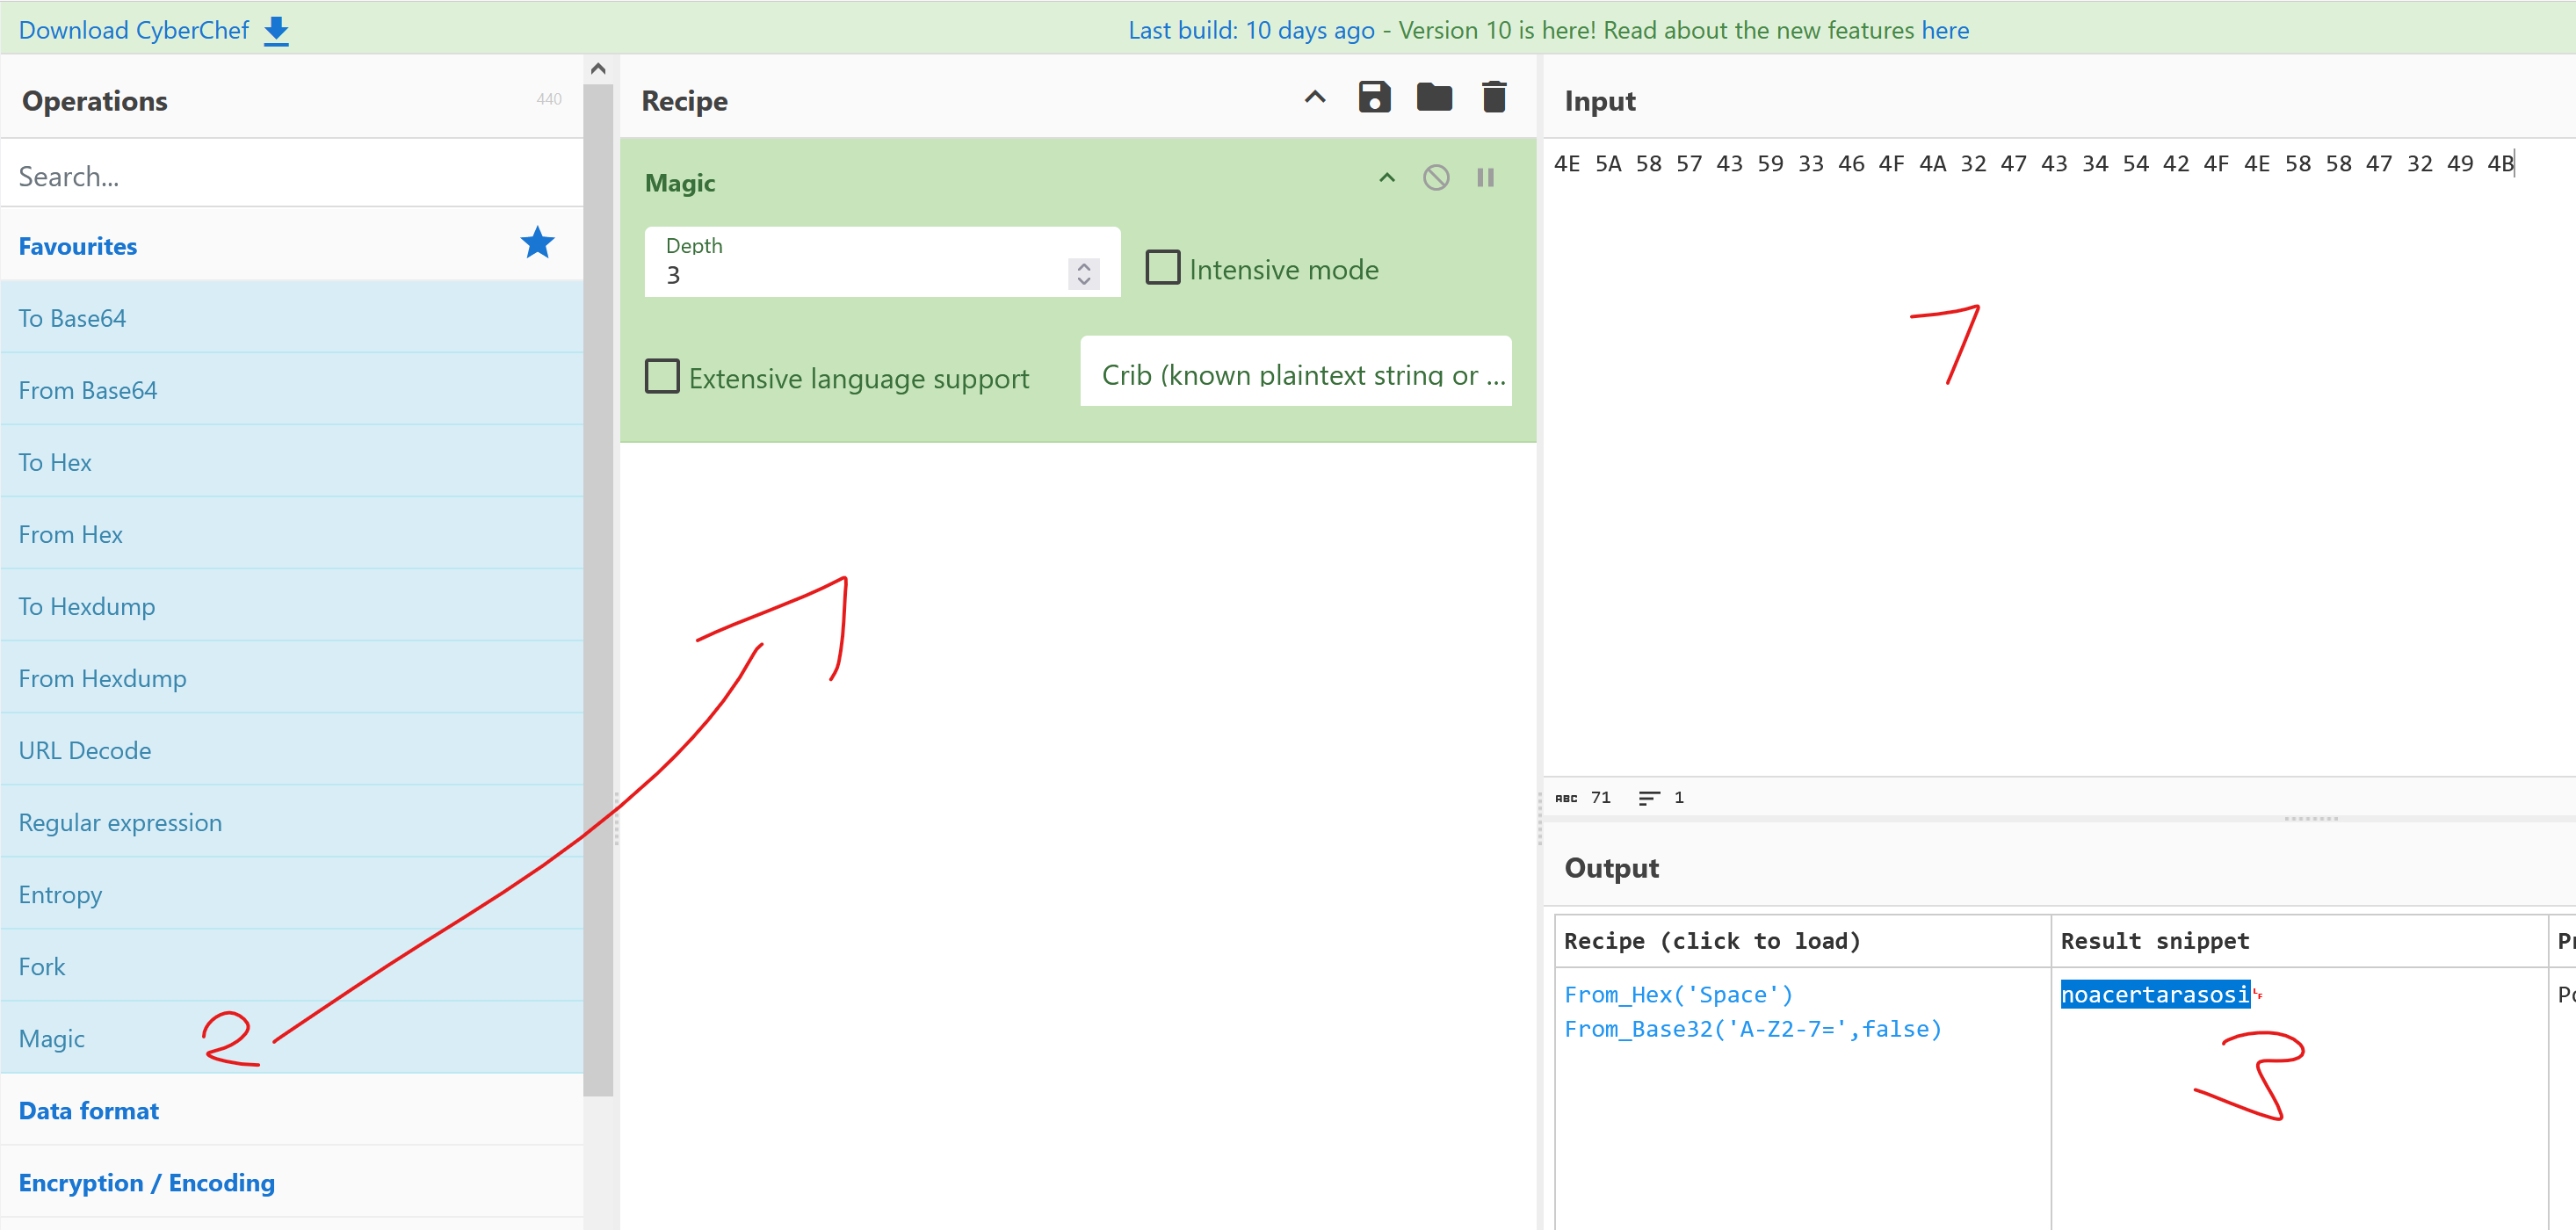 Download CyberChef
Last build: 10 days ago - Version 10 is here! Read about the new features here
Operations
440
Search...
Favourites
To Base64
From Base64
To Hex
From Hex
To Hexdump
From Hexdump
URL Decode
Regular expression
Entropy
Fork
Magic
2
Data format
Encryption / Encoding
Recipe
Magic
Depth
3
Intensive mode
Extensive language support
Crib (known plaintext string or ...
Input
4E 5A 58 57 43 59 33 46 4F 4A 32 47 43 34 54 42 4F 4E 58 58 47 32 49 4B
1
ABC 71 1
Output
Recipe (click to load)
Result snippet
From_Hex('Space')
From_Base32('A-Z2-7=',false)
noacertarasosi
LF
3